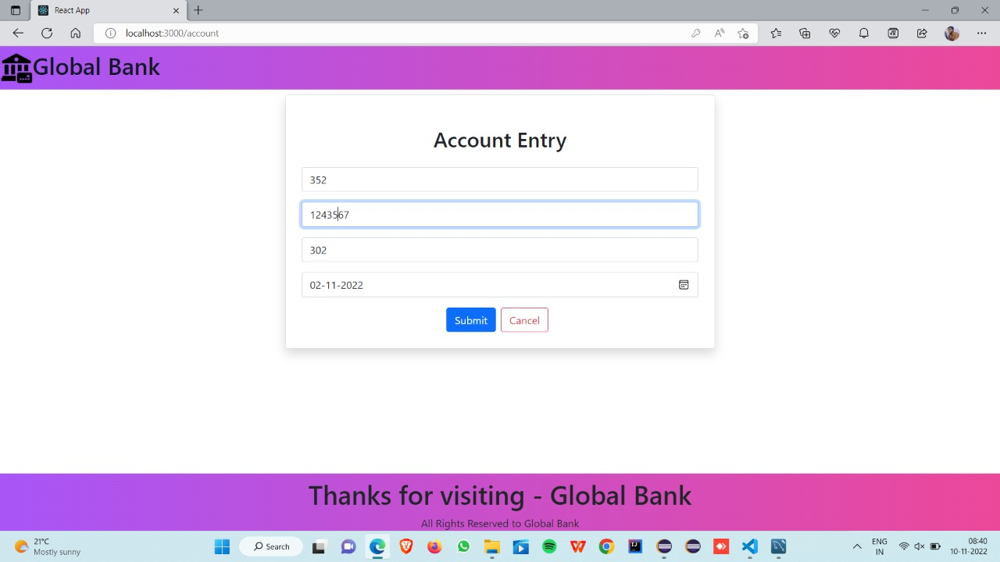 React App
localhost:3000/account
Global Bank
Account Entry
352
1243567
302
02-11-2022
Submit Cancel
Thanks for visiting - Global Bank
All Rights Reserved to Global Bank
21°C
Mostly sunny
Search
ENG
IN
08:40
10-11-2022